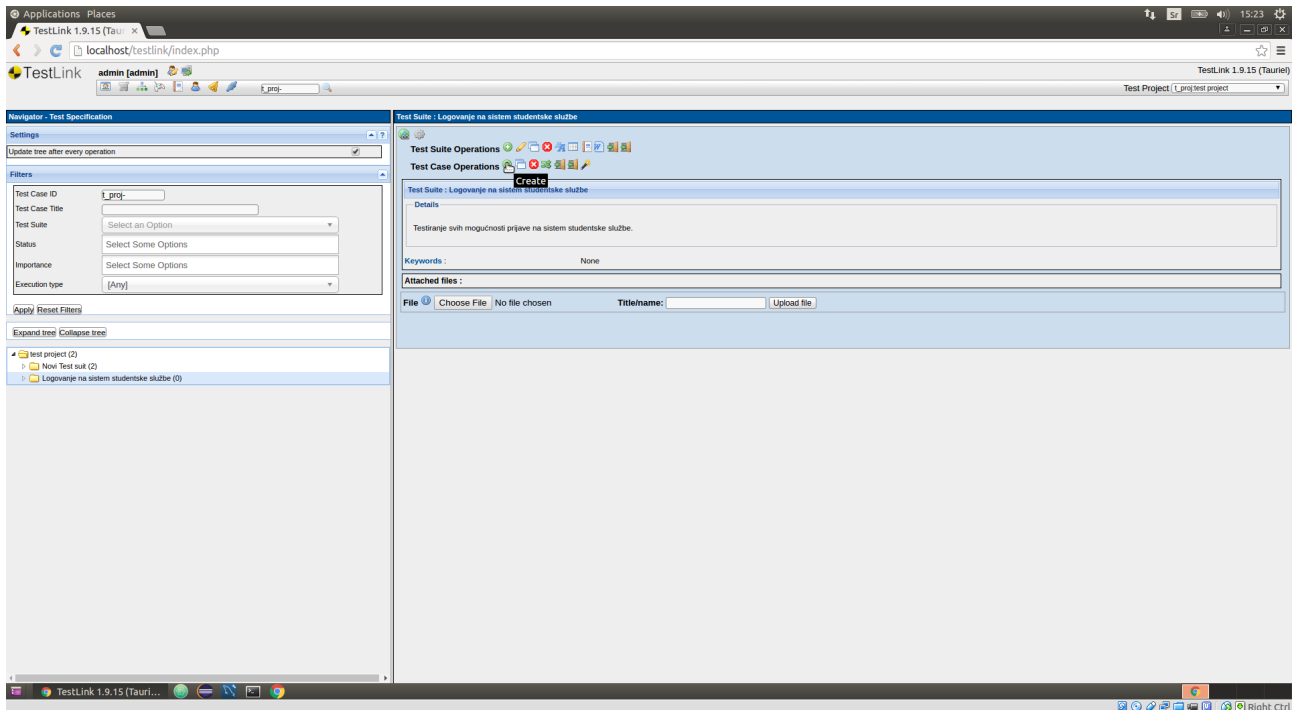 Applications Places
Sr 15:23
TestLink 1.9.15 (Taur
localhost/testlink/index.php
TestLink admin [admin] TestLink 1.9.15 (Tauriel)
t_proj- Test Project t_proj:test project
Navigator - Test Specification
Settings ?
Update tree after every operation
Filters
Test Case ID t_proj-
Test Case Title
Test Suite Select an Option
Status Select Some Options
Importance Select Some Options
Execution type [Any]
Apply Reset Filters
Expand tree Collapse tree
test project (2)
Novi Test suit (2)
Logovanje na sistem studentske službe (0)
Test Suite : Logovanje na sistem studentske službe
Test Suite Operations
Test Case Operations
Create
Test Suite : Logovanje na sistem studentske službe
Details
Testiranje svih mogućnosti prijave na sistem studentske službe.
Keywords : None
Attached files :
File Choose File No file chosen Title/name: Upload file
TestLink 1.9.15 (Tauri...
Right Ctrl